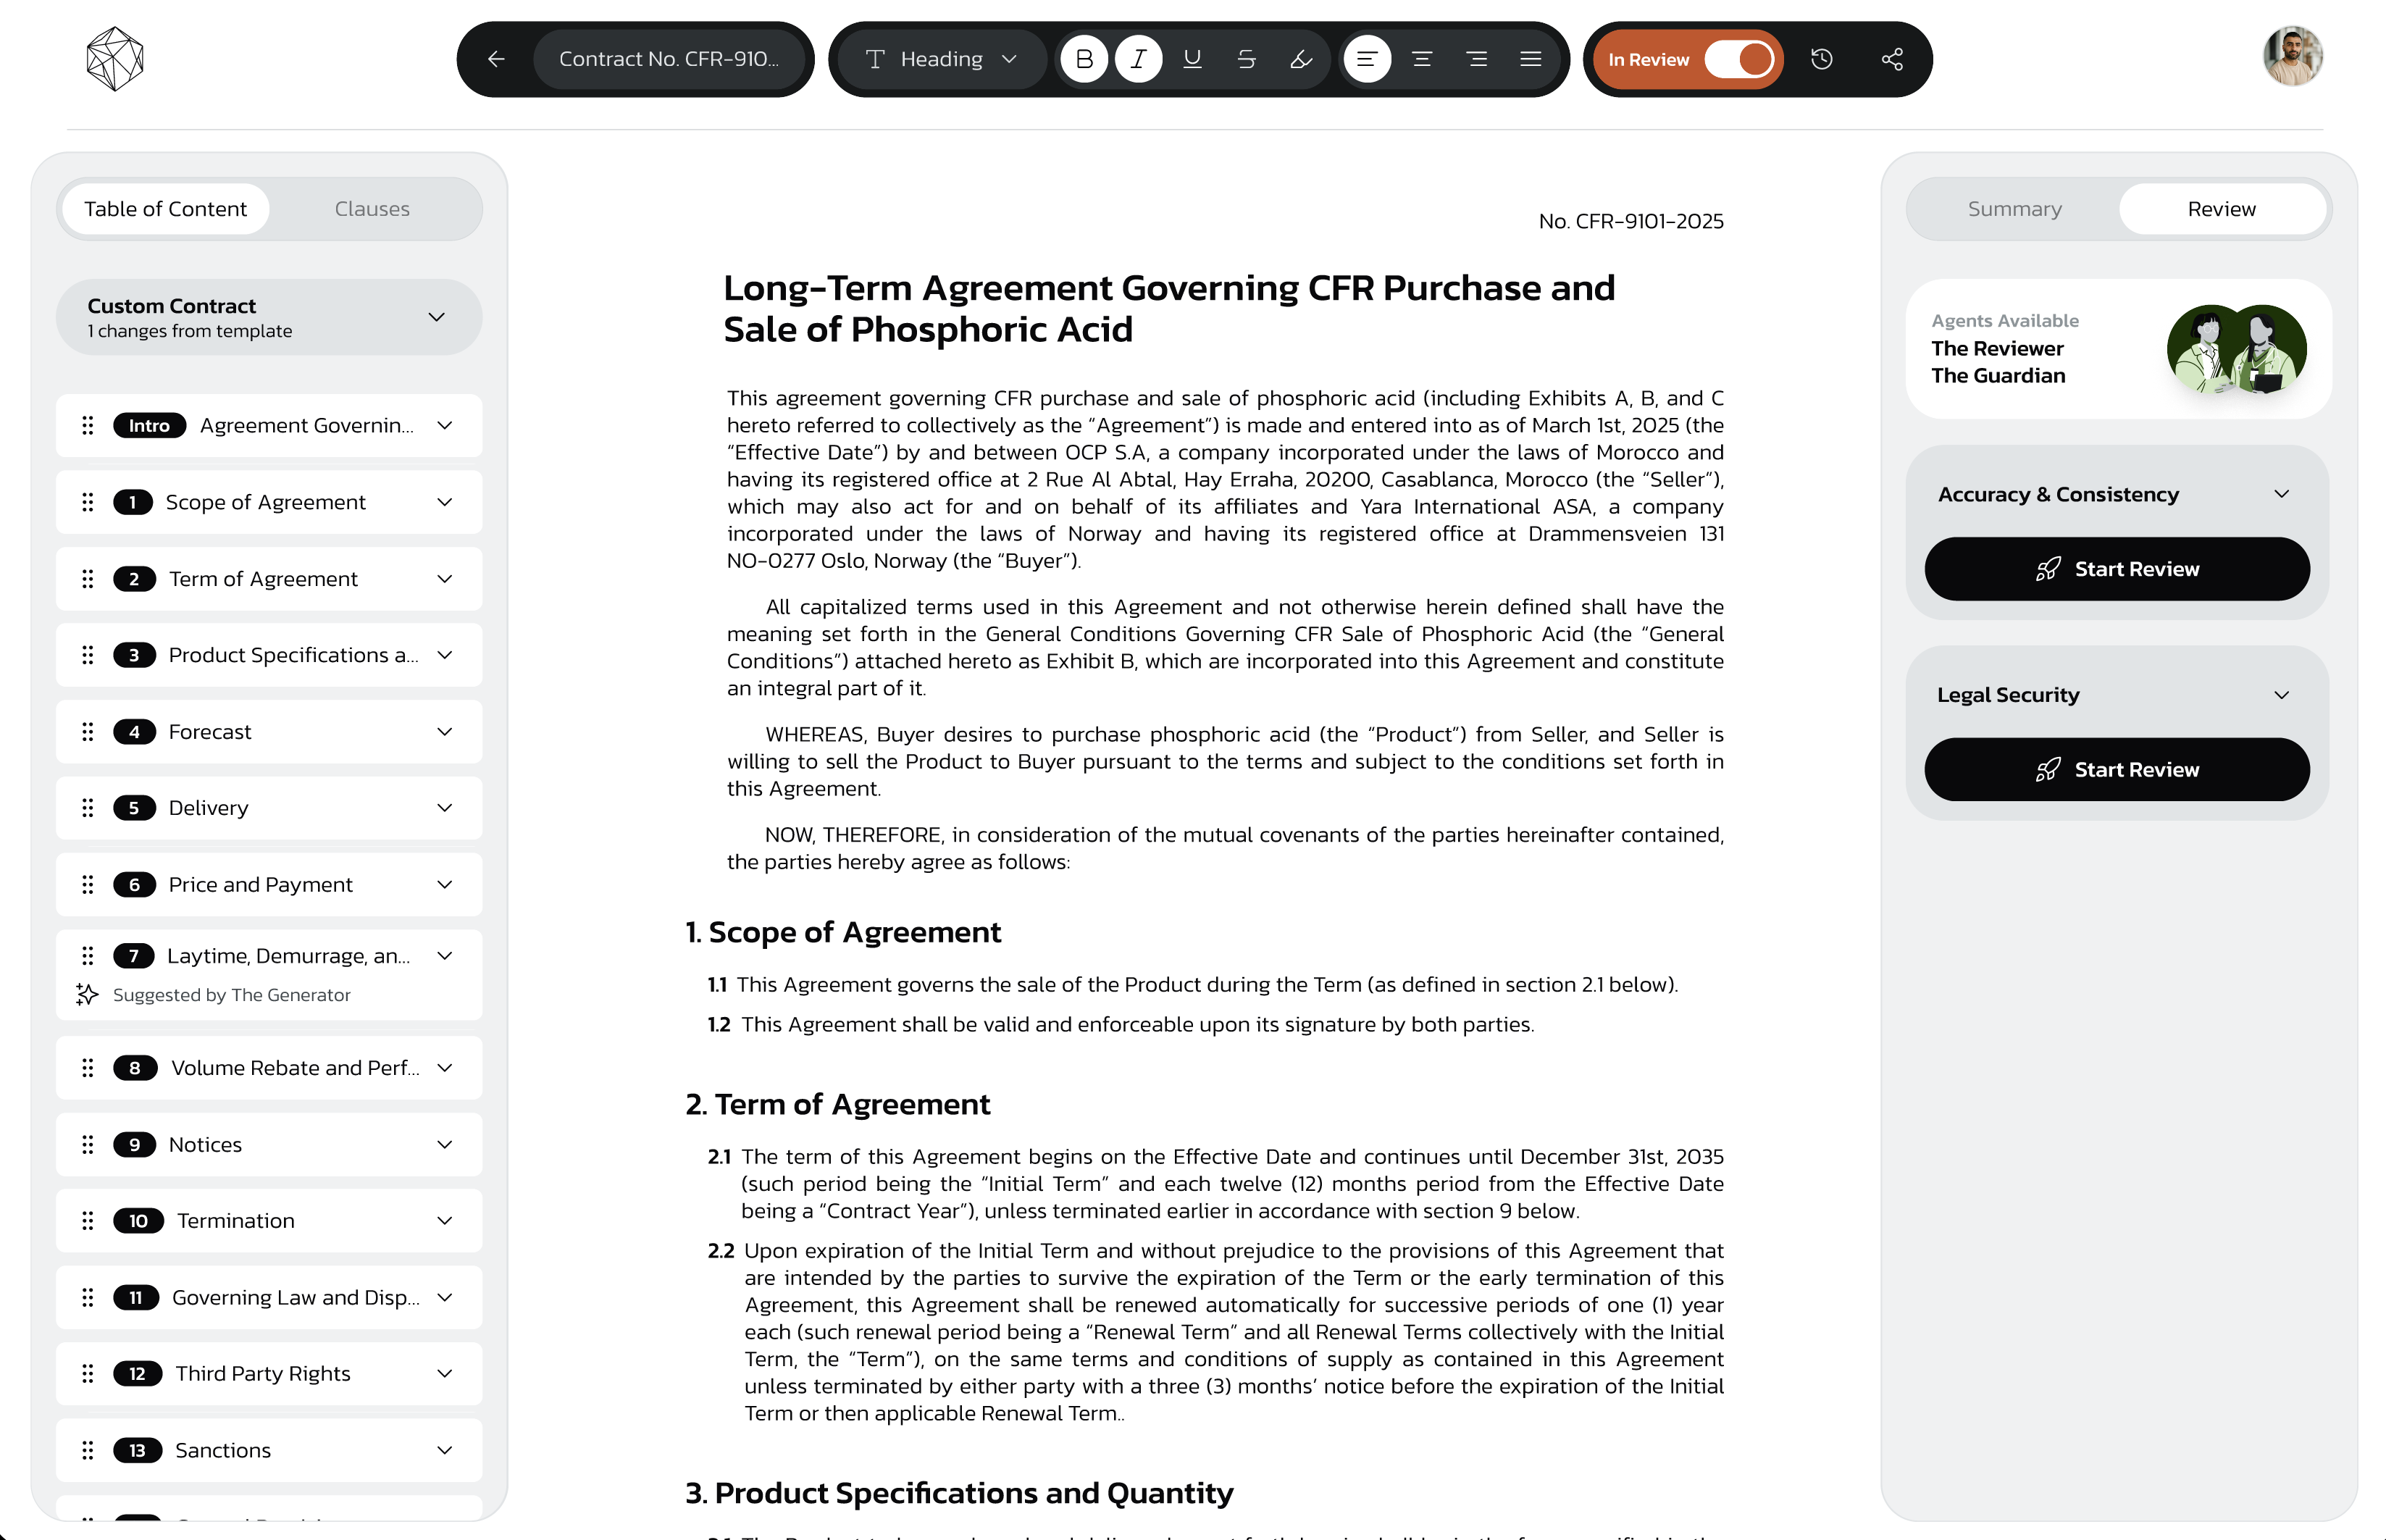 Contract No. CFR-910...
Heading
B I U S
In Review
Table of Content
Clauses
Custom Contract
1 changes from template
Intro Agreement Governin...
1 Scope of Agreement
2 Term of Agreement
3 Product Specifications a...
4 Forecast
5 Delivery
6 Price and Payment
7 Laytime, Demurrage, an...
Suggested by The Generator
8 Volume Rebate and Perf...
9 Notices
10 Termination
11 Governing Law and Disp...
12 Third Party Rights
13 Sanctions
No. CFR-9101-2025
Long-Term Agreement Governing CFR Purchase and
Sale of Phosphoric Acid
This agreement governing CFR purchase and sale of phosphoric acid (including Exhibits A, B, and C
hereto referred to collectively as the “Agreement”) is made and entered into as of March 1st, 2025 (the
“Effective Date”) by and between OCP S.A, a company incorporated under the laws of Morocco and
having its registered office at 2 Rue Al Abtal, Hay Erraha, 20200, Casablanca, Morocco (the “Seller”),
which may also act for and on behalf of its affiliates and Yara International ASA, a company
incorporated under the laws of Norway and having its registered office at Drammensveien 131
NO-0277 Oslo, Norway (the “Buyer”).
All capitalized terms used in this Agreement and not otherwise herein defined shall have the
meaning set forth in the General Conditions Governing CFR Sale of Phosphoric Acid (the “General
Conditions”) attached hereto as Exhibit B, which are incorporated into this Agreement and constitute
an integral part of it.
WHEREAS, Buyer desires to purchase phosphoric acid (the “Product”) from Seller, and Seller is
willing to sell the Product to Buyer pursuant to the terms and subject to the conditions set forth in
this Agreement.
NOW, THEREFORE, in consideration of the mutual covenants of the parties hereinafter contained,
the parties hereby agree as follows:
1. Scope of Agreement
1.1 This Agreement governs the sale of the Product during the Term (as defined in section 2.1 below).
1.2 This Agreement shall be valid and enforceable upon its signature by both parties.
2. Term of Agreement
2.1 The term of this Agreement begins on the Effective Date and continues until December 31st, 2035
(such period being the “Initial Term” and each twelve (12) months period from the Effective Date
being a “Contract Year”), unless terminated earlier in accordance with section 9 below.
2.2 Upon expiration of the Initial Term and without prejudice to the provisions of this Agreement that
are intended by the parties to survive the expiration of the Term or the early termination of this
Agreement, this Agreement shall be renewed automatically for successive periods of one (1) year
each (such renewal period being a “Renewal Term” and all Renewal Terms collectively with the Initial
Term, the “Term”), on the same terms and conditions of supply as contained in this Agreement
unless terminated by either party with a three (3) months’ notice before the expiration of the Initial
Term or then applicable Renewal Term..
3. Product Specifications and Quantity
Summary
Review
Agents Available
The Reviewer
The Guardian
Accuracy & Consistency
Start Review
Legal Security
Start Review